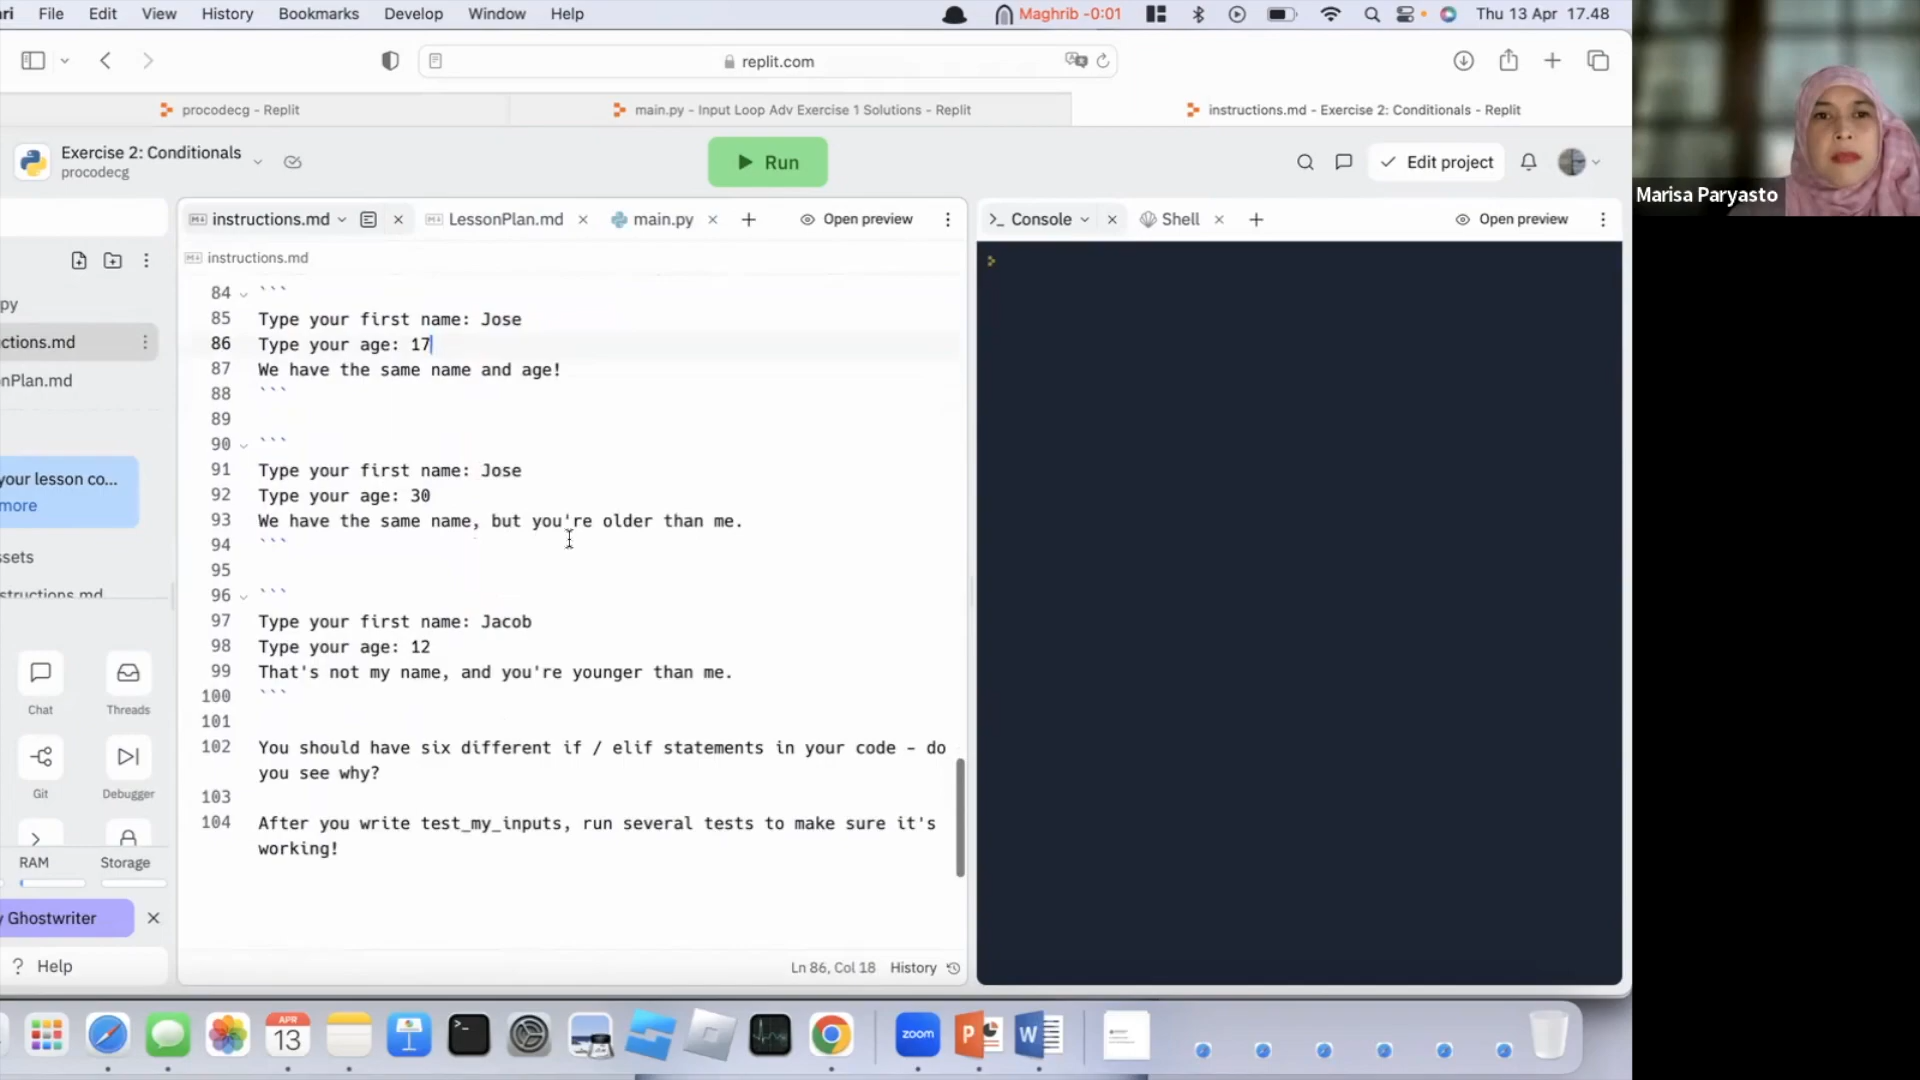 ari File Edit View History Bookmarks Develop Window Help Maghrib -0:01 Thu 13 Apr 17.48
replit.com
procodecg - Replit main.py - Input Loop Adv Exercise 1 Solutions - Replit instructions.md - Exercise 2: Conditionals - Replit
Exercise 2: Conditionals
procodecg
Run
Edit project
Marisa Paryasto
instructions.md LessonPlan.md main.py Open preview
Console Shell Open preview
instructions.md
py
ctions.md
nPlan.md
your lesson co...
more
ssets
structions.md
Chat Threads
Git Debugger
RAM Storage
y Ghostwriter
? Help
84 ```
85 Type your first name: Jose
86 Type your age: 17
87 We have the same name and age!
88 ```
89
90 ```
91 Type your first name: Jose
92 Type your age: 30
93 We have the same name, but you're older than me.
94 ```
95
96 ```
97 Type your first name: Jacob
98 Type your age: 12
99 That's not my name, and you're younger than me.
100 ```
101
102 You should have six different if / elif statements in your code - do
you see why?
103
104 After you write test_my_inputs, run several tests to make sure it's
working!
Ln 86, Col 18 History
APR
13
zoom
P
W